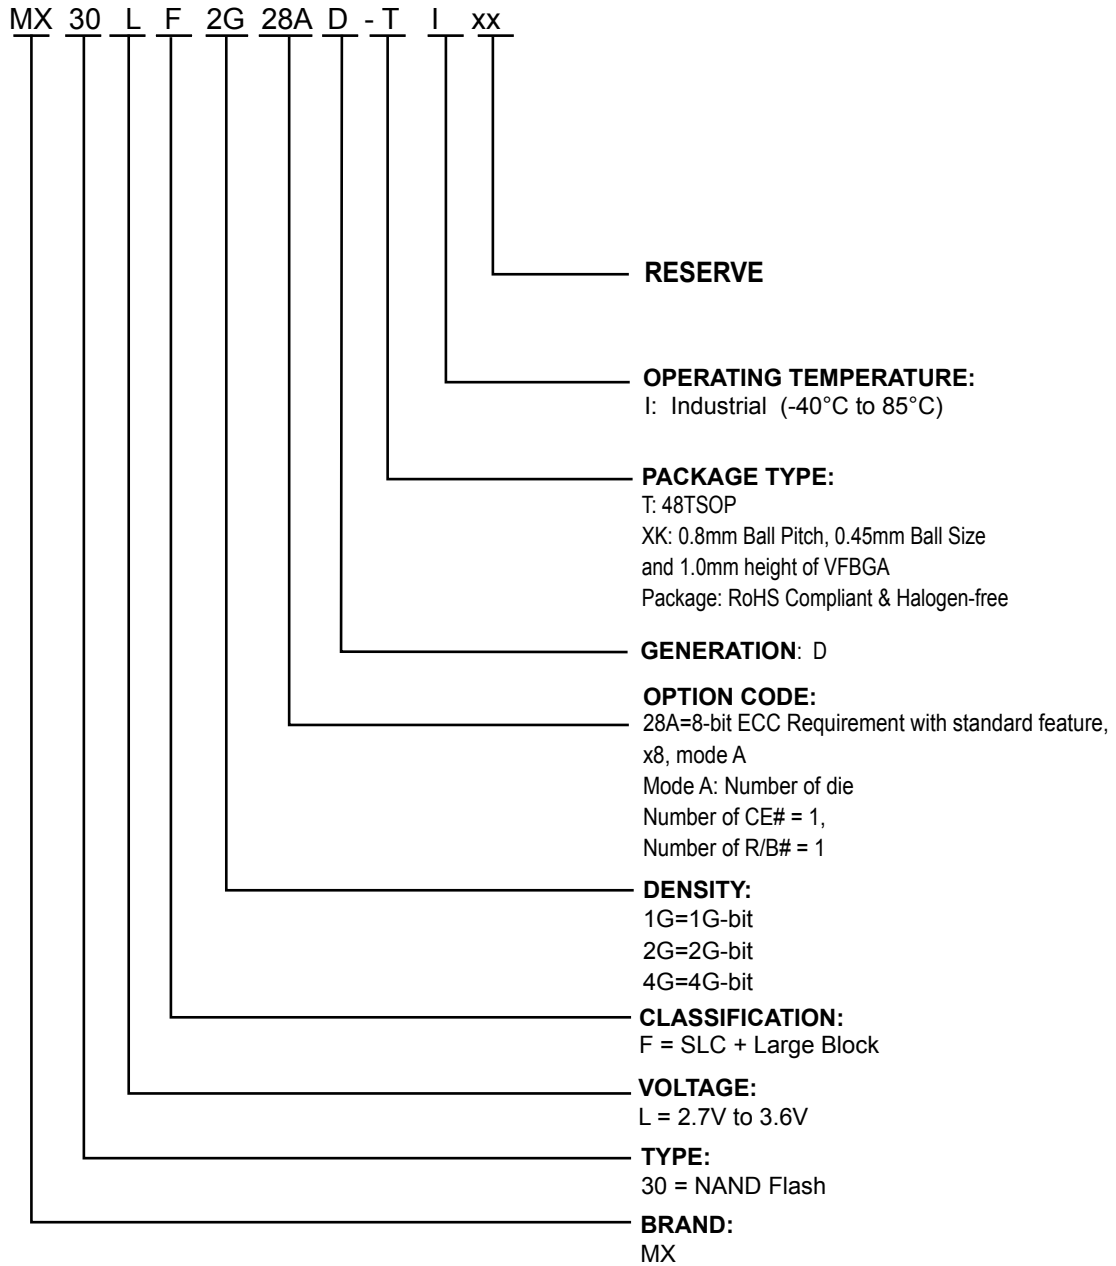 MX 30 L F 2G 28A D - T I xx
RESERVE
OPERATING TEMPERATURE:
I: Industrial (-40°C to 85°C)
PACKAGE TYPE:
T: 48TSOP
XK: 0.8mm Ball Pitch, 0.45mm Ball Size
and 1.0mm height of VFBGA
Package: RoHS Compliant & Halogen-free
GENERATION: D
OPTION CODE:
28A=8-bit ECC Requirement with standard feature,
x8, mode A
Mode A: Number of die
Number of CE# = 1,
Number of R/B# = 1
DENSITY:
1G=1G-bit
2G=2G-bit
4G=4G-bit
CLASSIFICATION:
F = SLC + Large Block
VOLTAGE:
L = 2.7V to 3.6V
TYPE:
30 = NAND Flash
BRAND:
MX